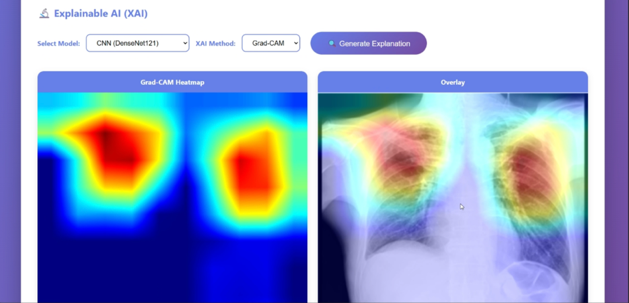 Explainable AI (XAI)
Select Model: CNN (DenseNet121) XAI Method: Grad-CAM Generate Explanation
Grad-CAM Heatmap
Overlay